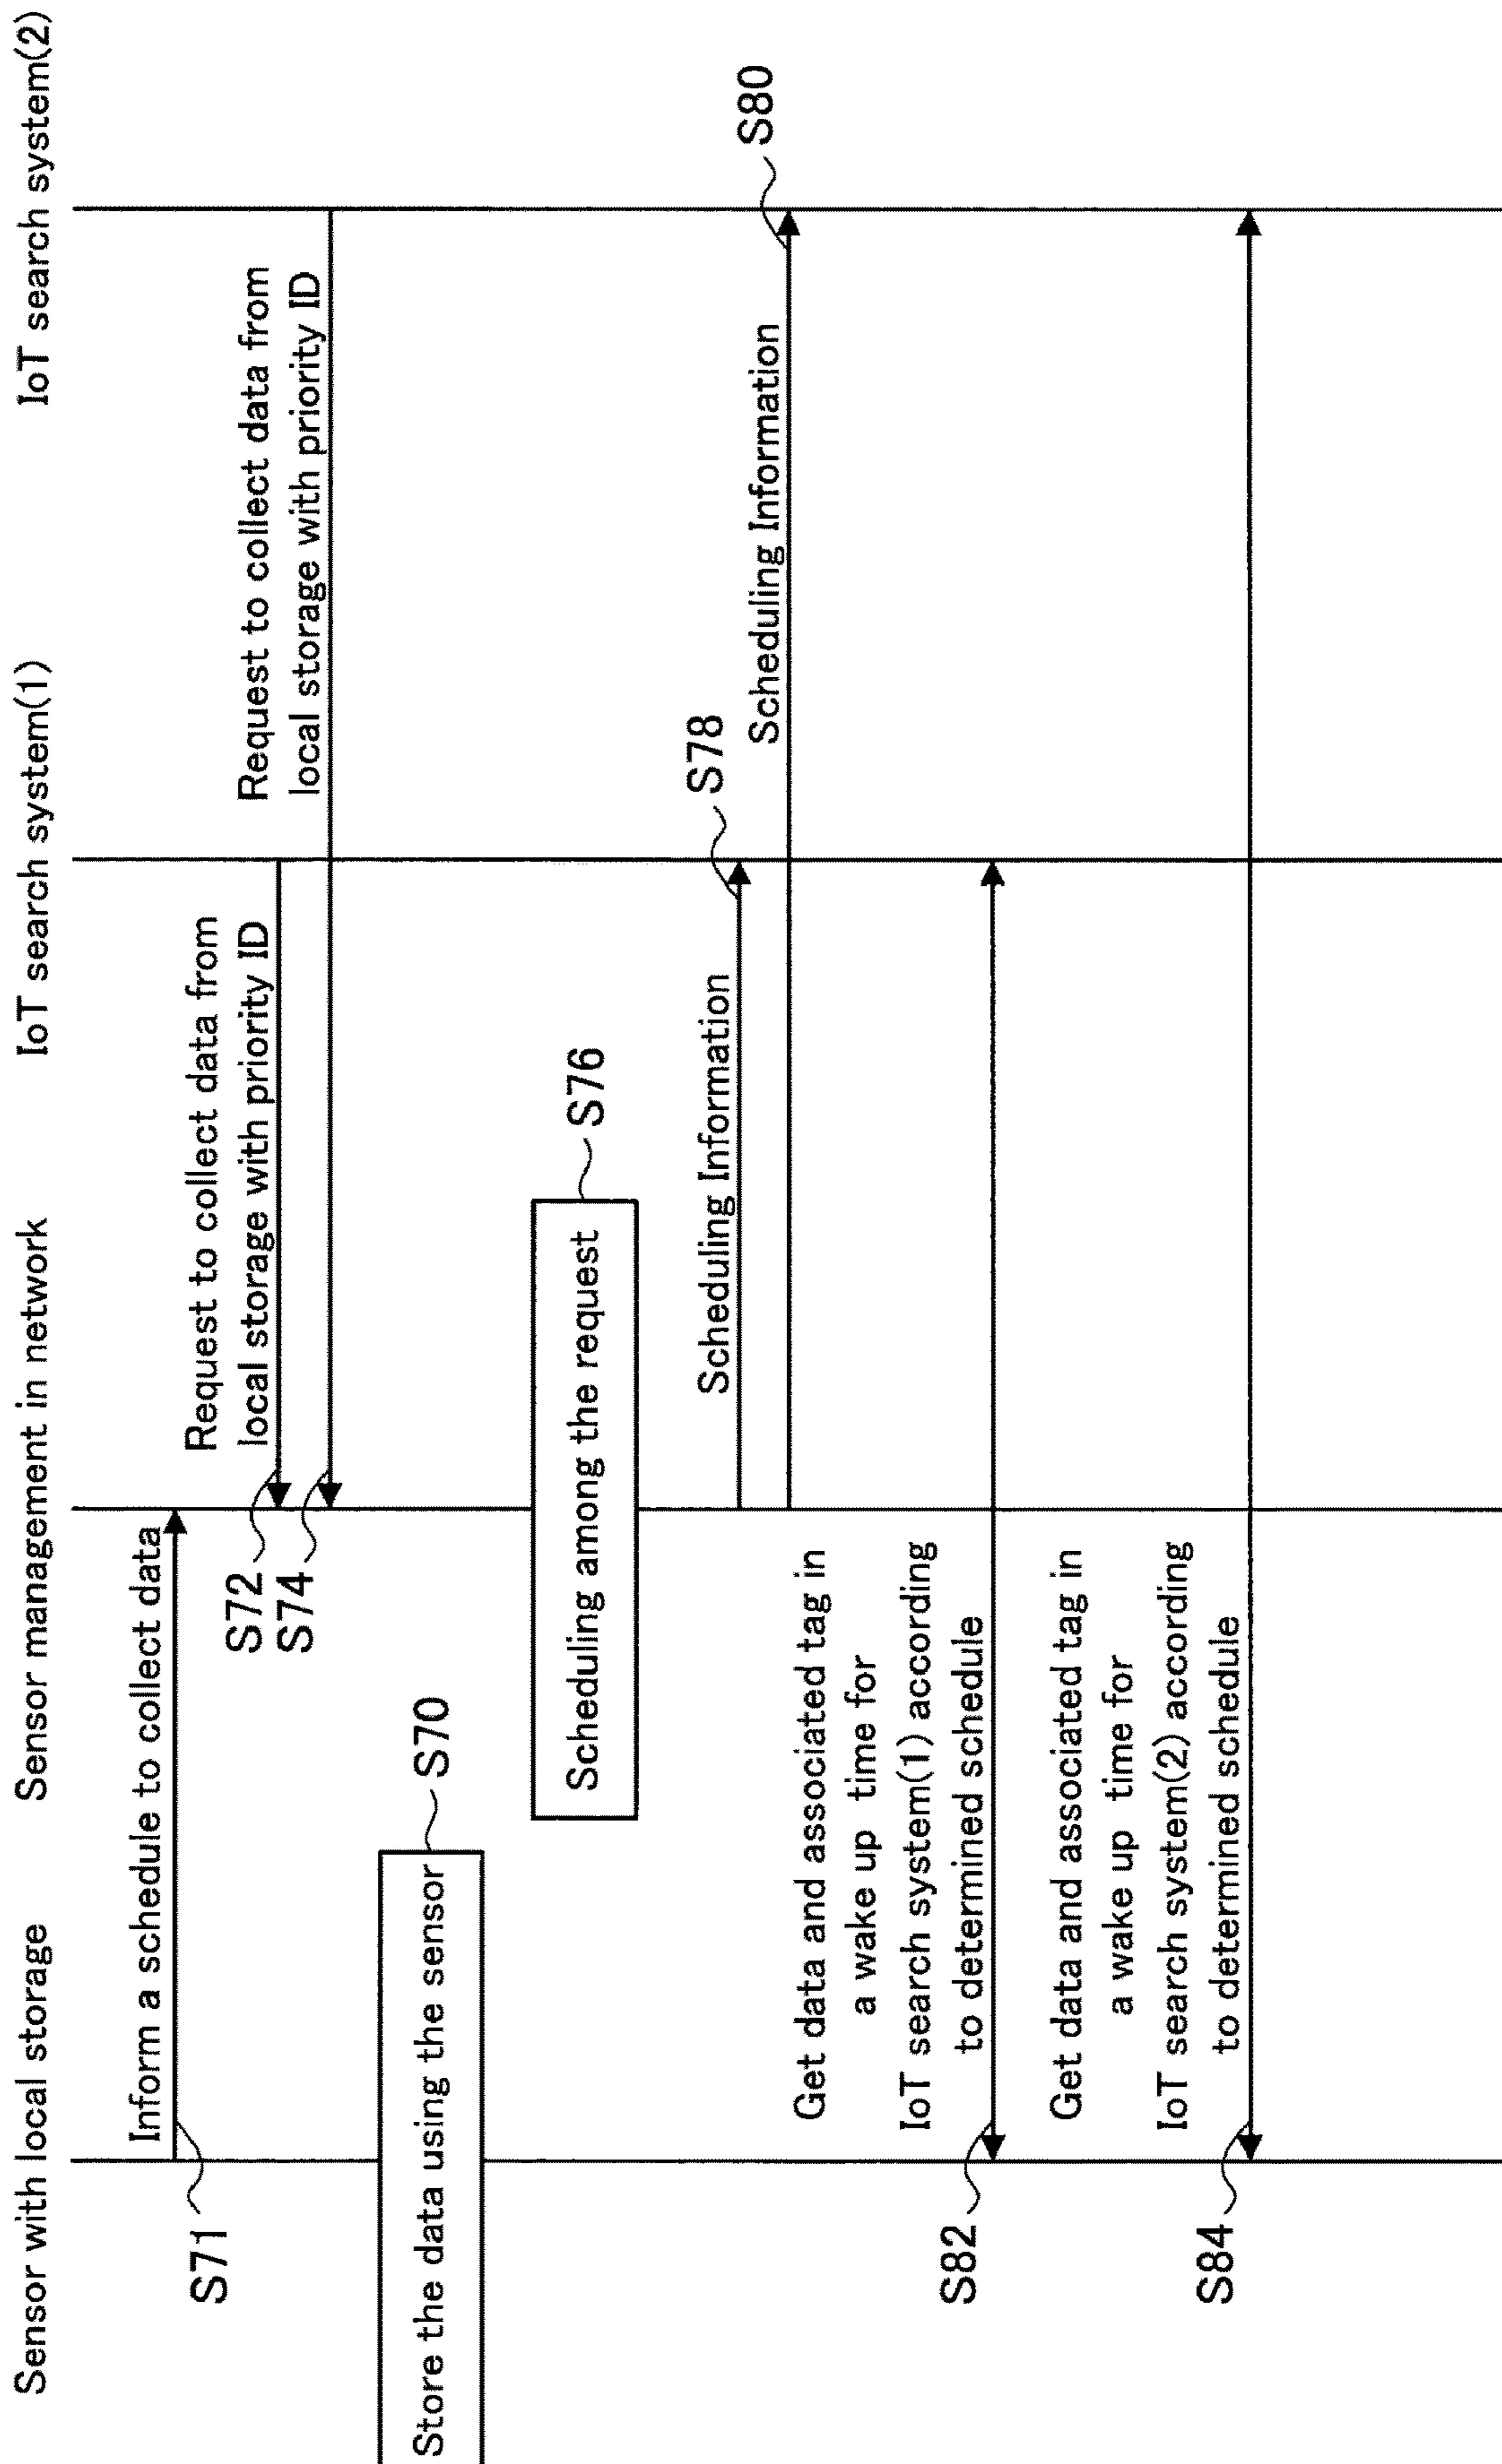 Sensor with local storage
Sensor management in network
IoT search system(1)
IoT search system(2)
Inform a schedule to collect data
S71
Request to collect data from
local storage with priority ID
S72
Request to collect data from
local storage with priority ID
S74
Store the data using the sensor
S70
Scheduling among the request
S76
Scheduling Information
S78
Scheduling Information
S80
Get data and associated tag in
a wake up time for
IoT search system(1) according
to determined schedule
S82
Get data and associated tag in
a wake up time for
IoT search system(2) according
to determined schedule
S84